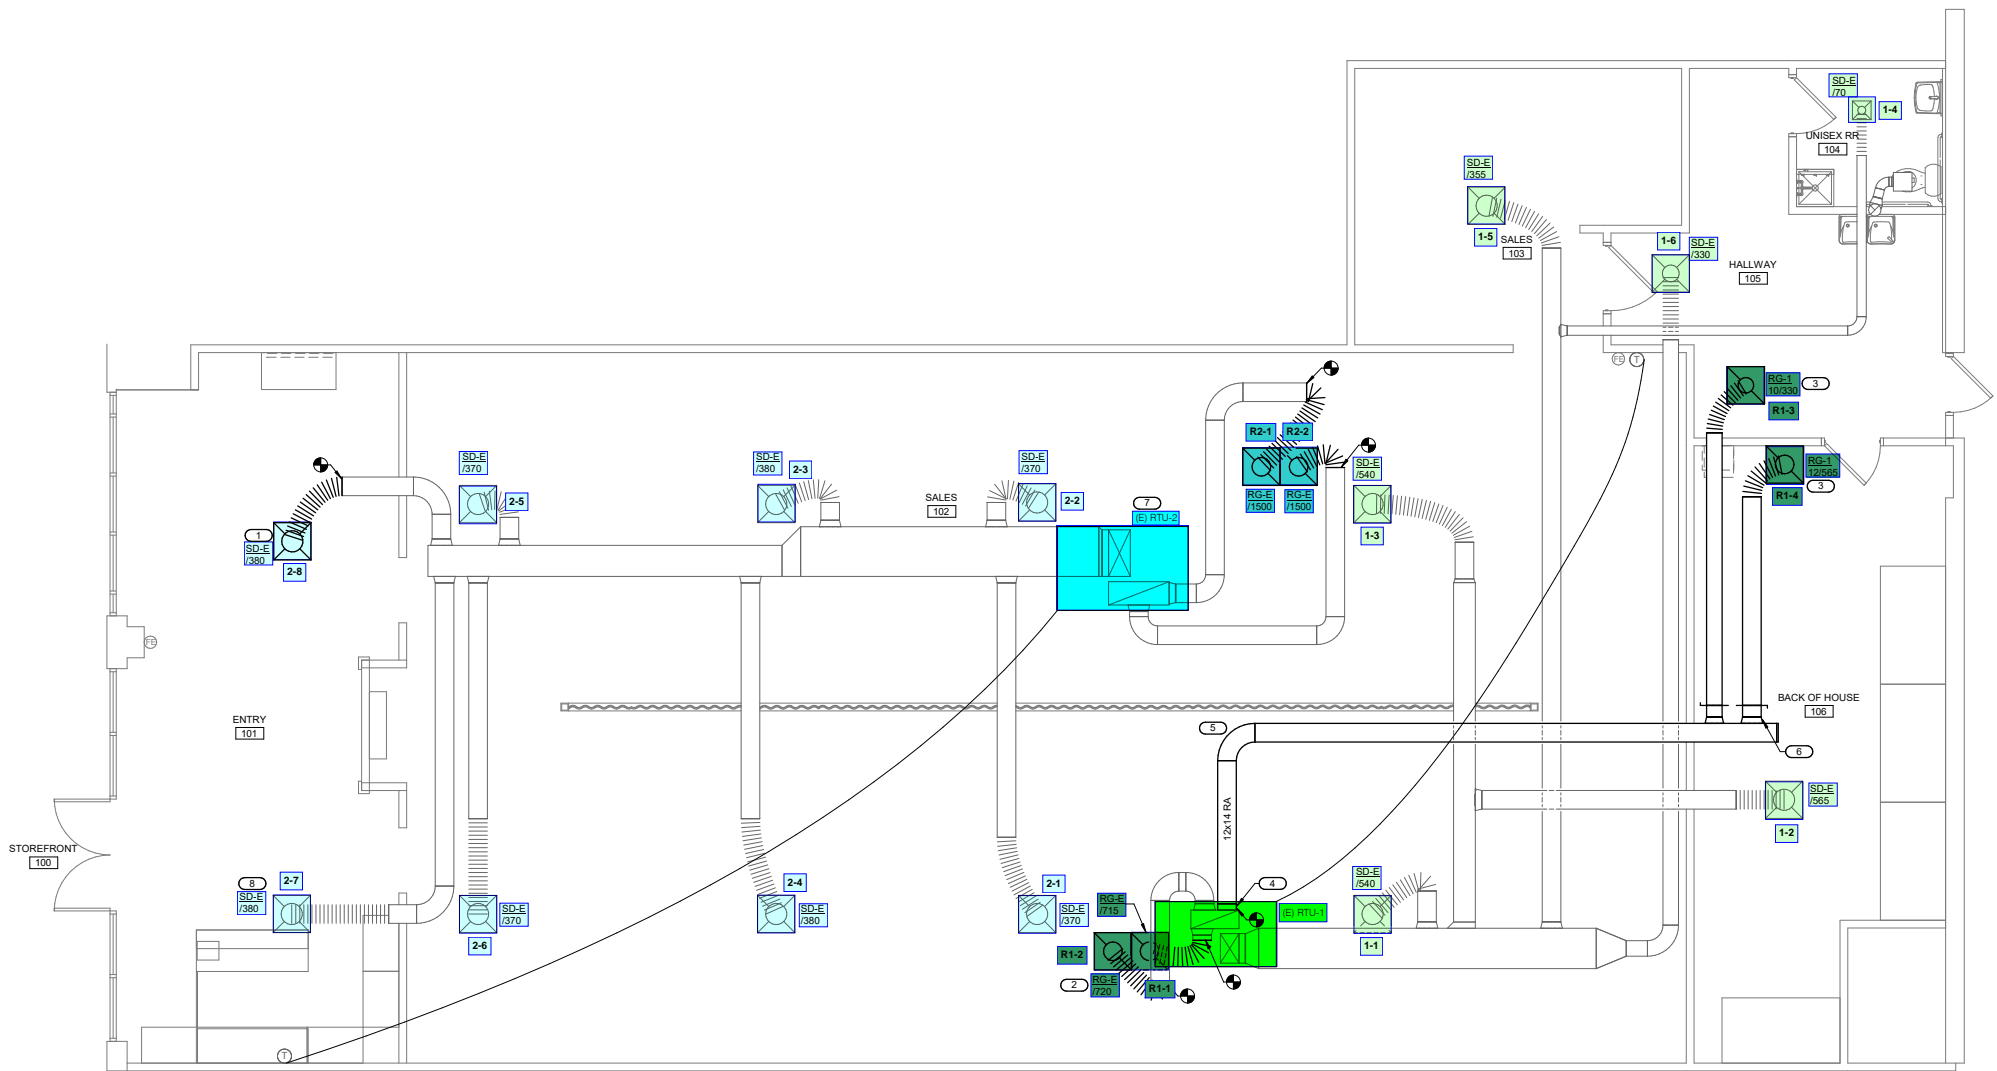 SD-E
/70
1-4
UNISEX RR
104
SD-E
/355
1-5
SALES
103
1-6
SD-E
/330
HALLWAY
105
FE
T
RG-1
10/330
3
R1-3
RG-1
12/565
3
R1-4
R2-1
R2-2
RG-E
/1500
RG-E
/1500
SD-E
/540
1-3
SD-E
/370
2-5
SD-E
/380
2-3
SALES
102
SD-E
/370
2-2
7
(E) RTU-2
1
SD-E
/380
2-8
FE
ENTRY
101
5
BACK OF HOUSE
106
6
12x14 RA
SD-E
/565
1-2
STOREFRONT
100
8
SD-E
/380
2-7
SD-E
/370
2-6
2-4
SD-E
/380
2-1
SD-E
/370
RG-E
/715
4
(E) RTU-1
SD-E
/540
1-1
R1-2
2
RG-E
/720
R1-1
T